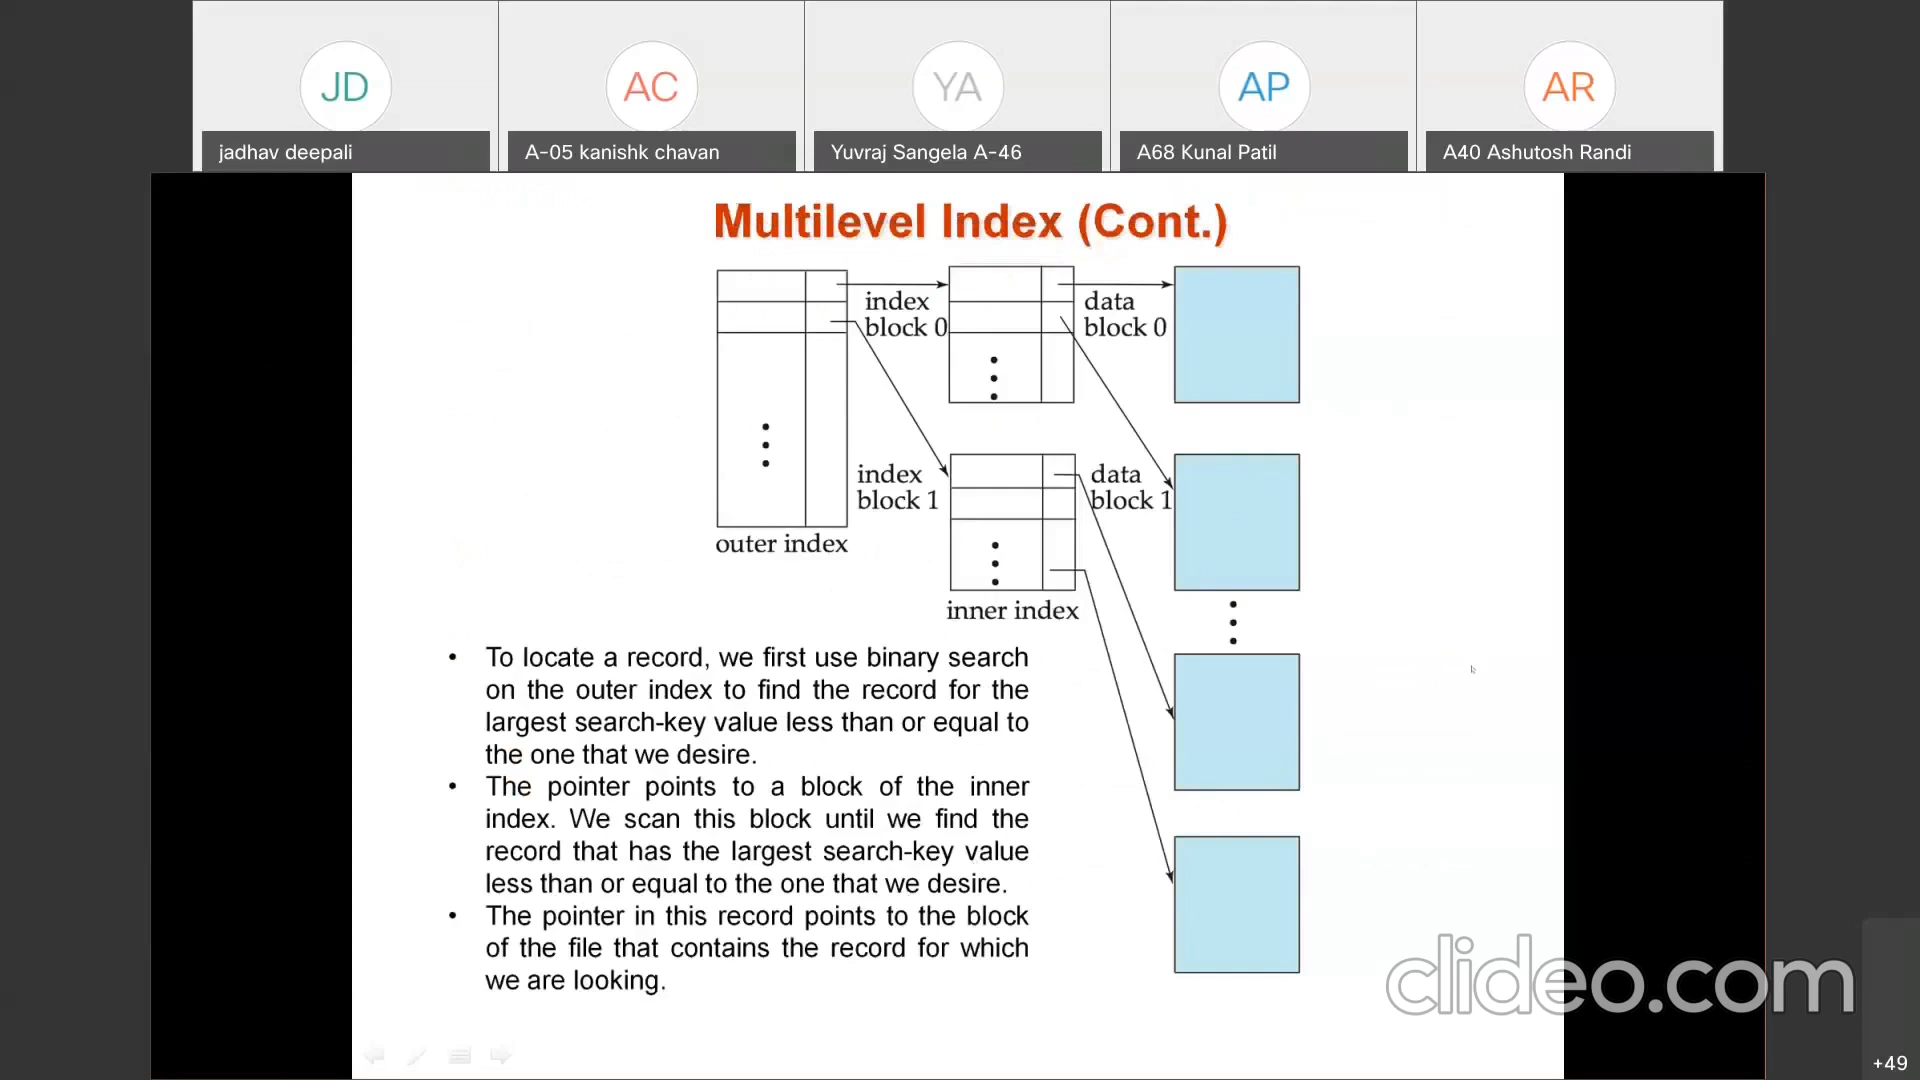 JD
AC
YA
AP
AR
jadhav deepali
A-05 kanishk chavan
Yuvraj Sangela A-46
A68 Kunal Patil
A40 Ashutosh Randi
Multilevel Index (Cont.)
index
block 0
data
block 0
index
block 1
data
block 1
outer index
inner index
• To locate a record, we first use binary search
on the outer index to find the record for the
largest search-key value less than or equal to
the one that we desire.
• The pointer points to a block of the inner
index. We scan this block until we find the
record that has the largest search-key value
less than or equal to the one that we desire.
• The pointer in this record points to the block
of the file that contains the record for which
we are looking.
clideo.com
+49